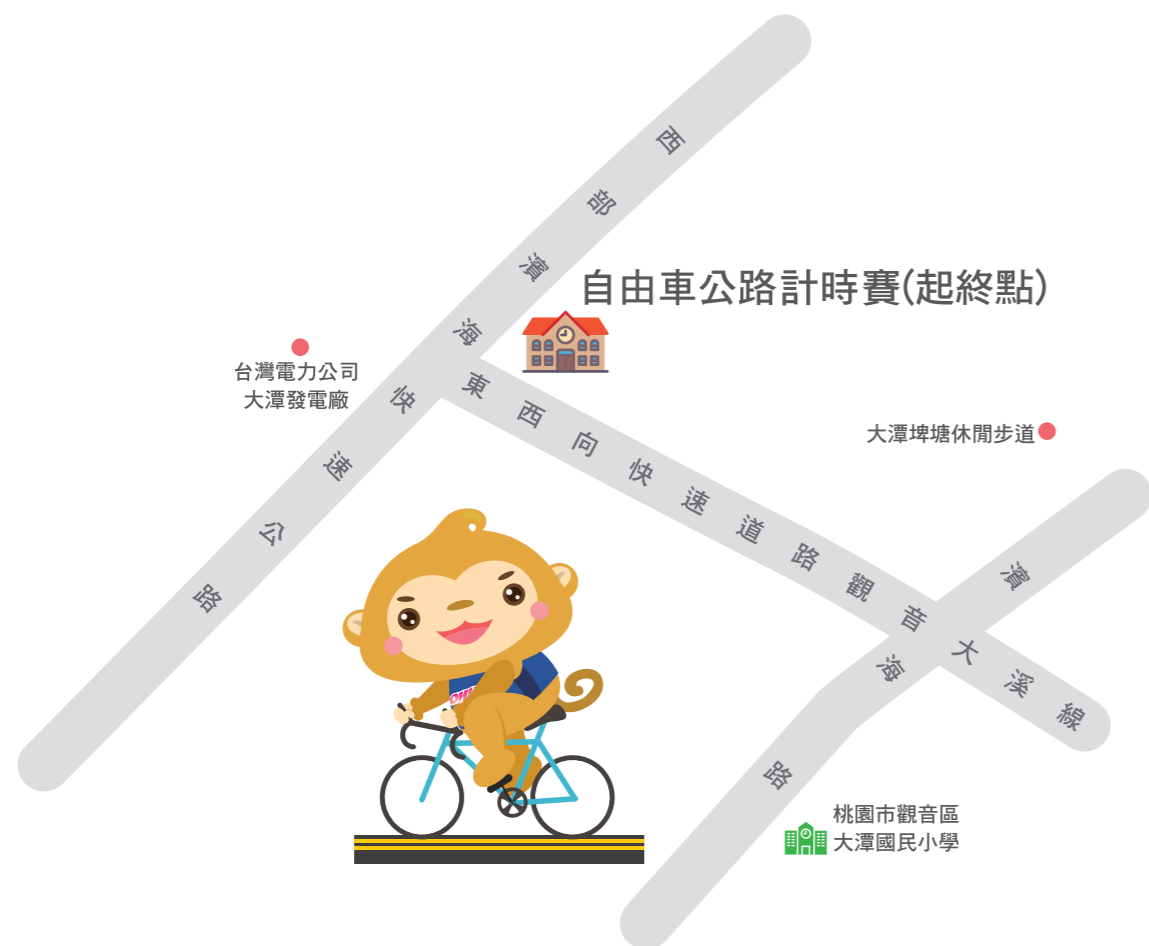 西部濱海快速公路
自由車公路計時賽(起終點)
台灣電力公司
大潭發電廠
東西向快速道路觀音大溪線
大潭埤塘休閒步道
濱海路
桃園市觀音區
大潭國民小學